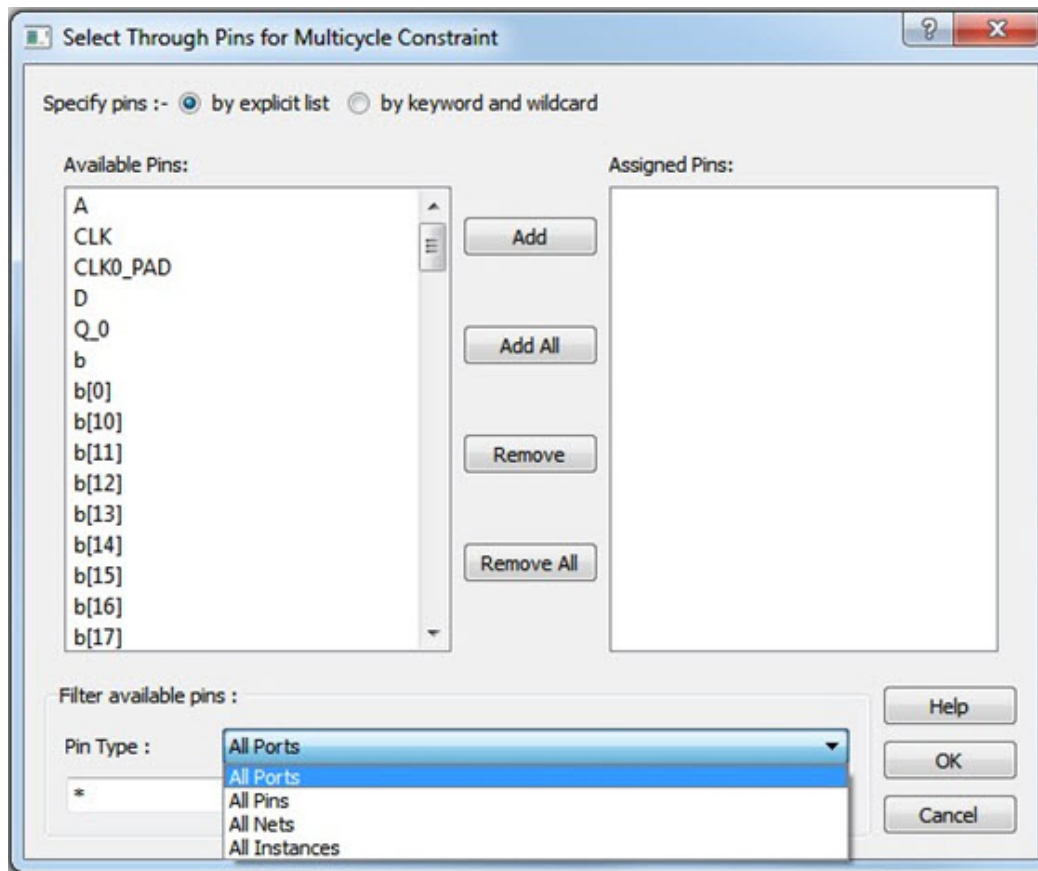 Select Through Pins for Multicycle Constraint
Specify pins :- by explicit list by keyword and wildcard
Available Pins:
Assigned Pins:
A
CLK
CLK0_PAD
D
Q_0
b
b[0]
b[10]
b[11]
b[12]
b[13]
b[14]
b[15]
b[16]
b[17]
Add
Add All
Remove
Remove All
Filter available pins :
Pin Type :
All Ports
*
All Ports
All Pins
All Nets
All Instances
Help
OK
Cancel